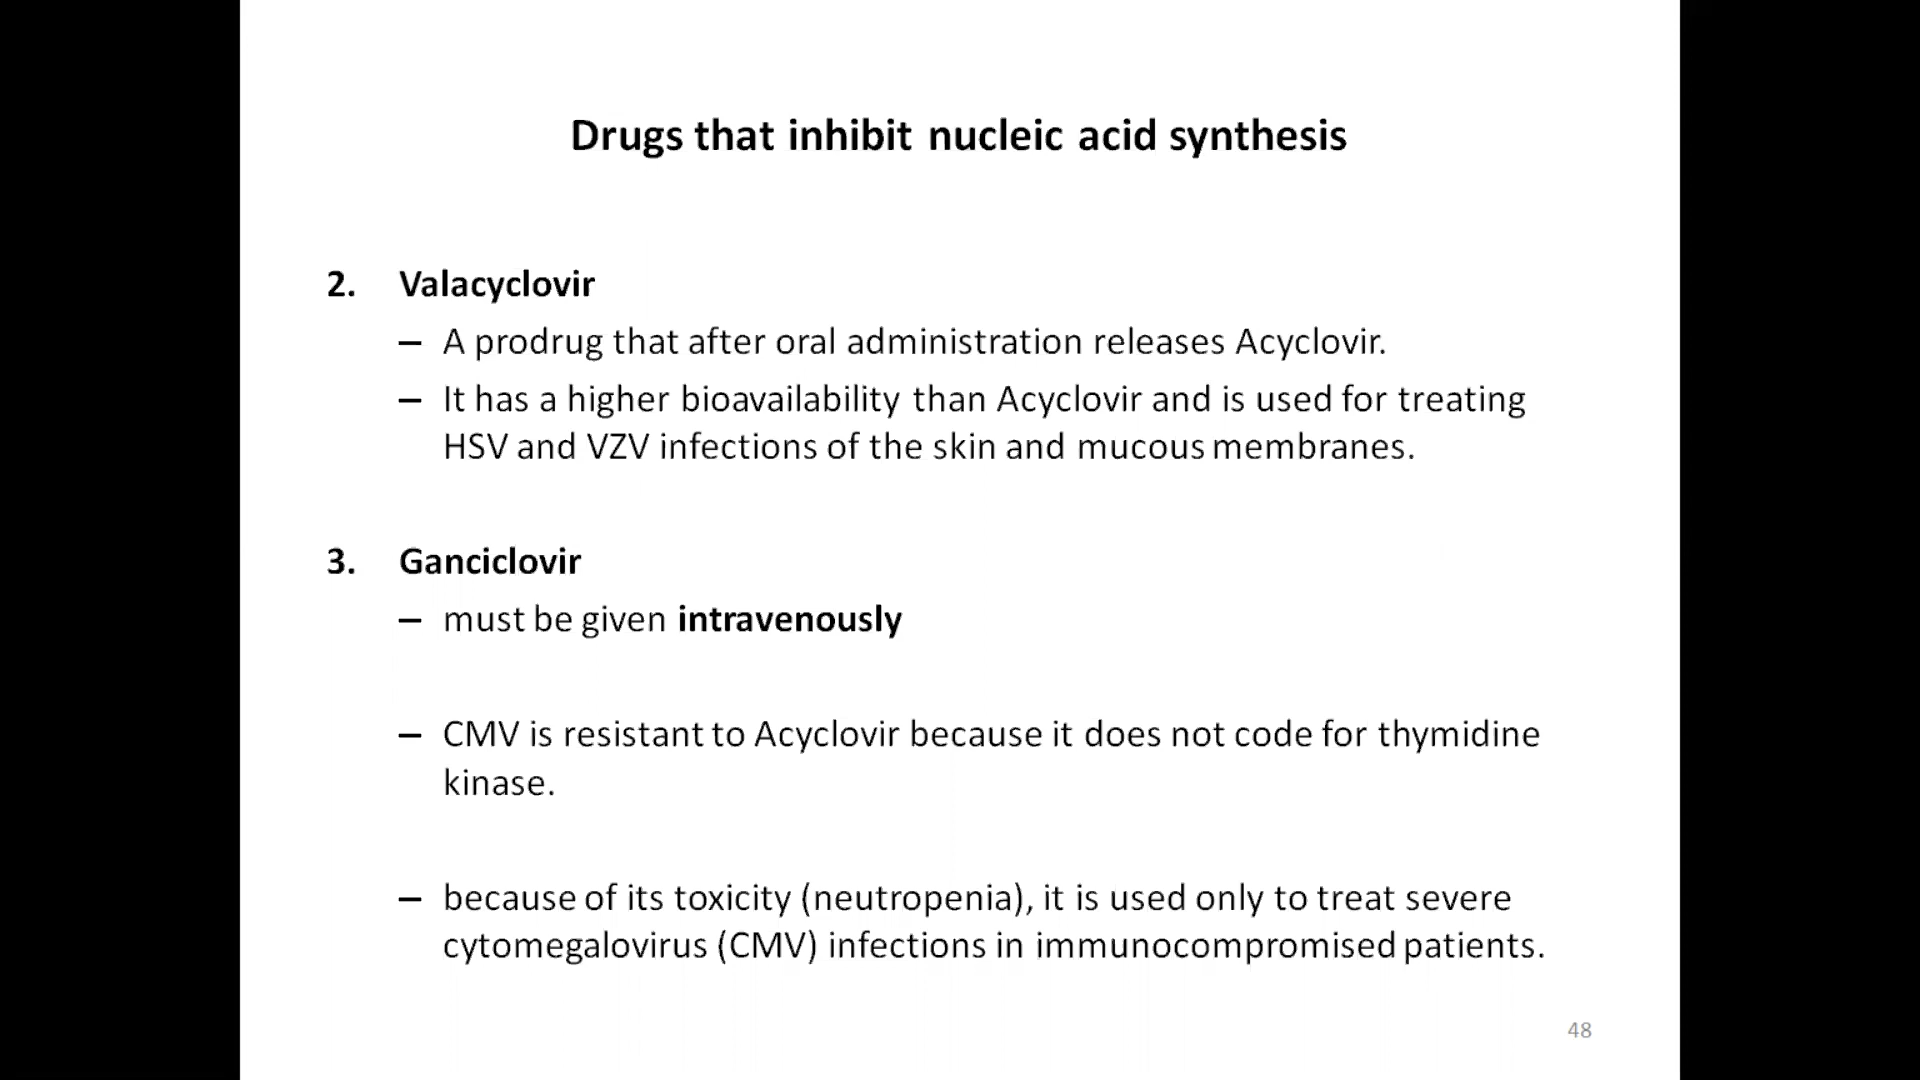 Drugs that inhibit nucleic acid synthesis
2. Valacyclovir
– A prodrug that after oral administration releases Acyclovir.
– It has a higher bioavailability than Acyclovir and is used for treating
HSV and VZV infections of the skin and mucous membranes.
3. Ganciclovir
– must be given intravenously
– CMV is resistant to Acyclovir because it does not code for thymidine
kinase.
– because of its toxicity (neutropenia), it is used only to treat severe
cytomegalovirus (CMV) infections in immunocompromised patients.
48